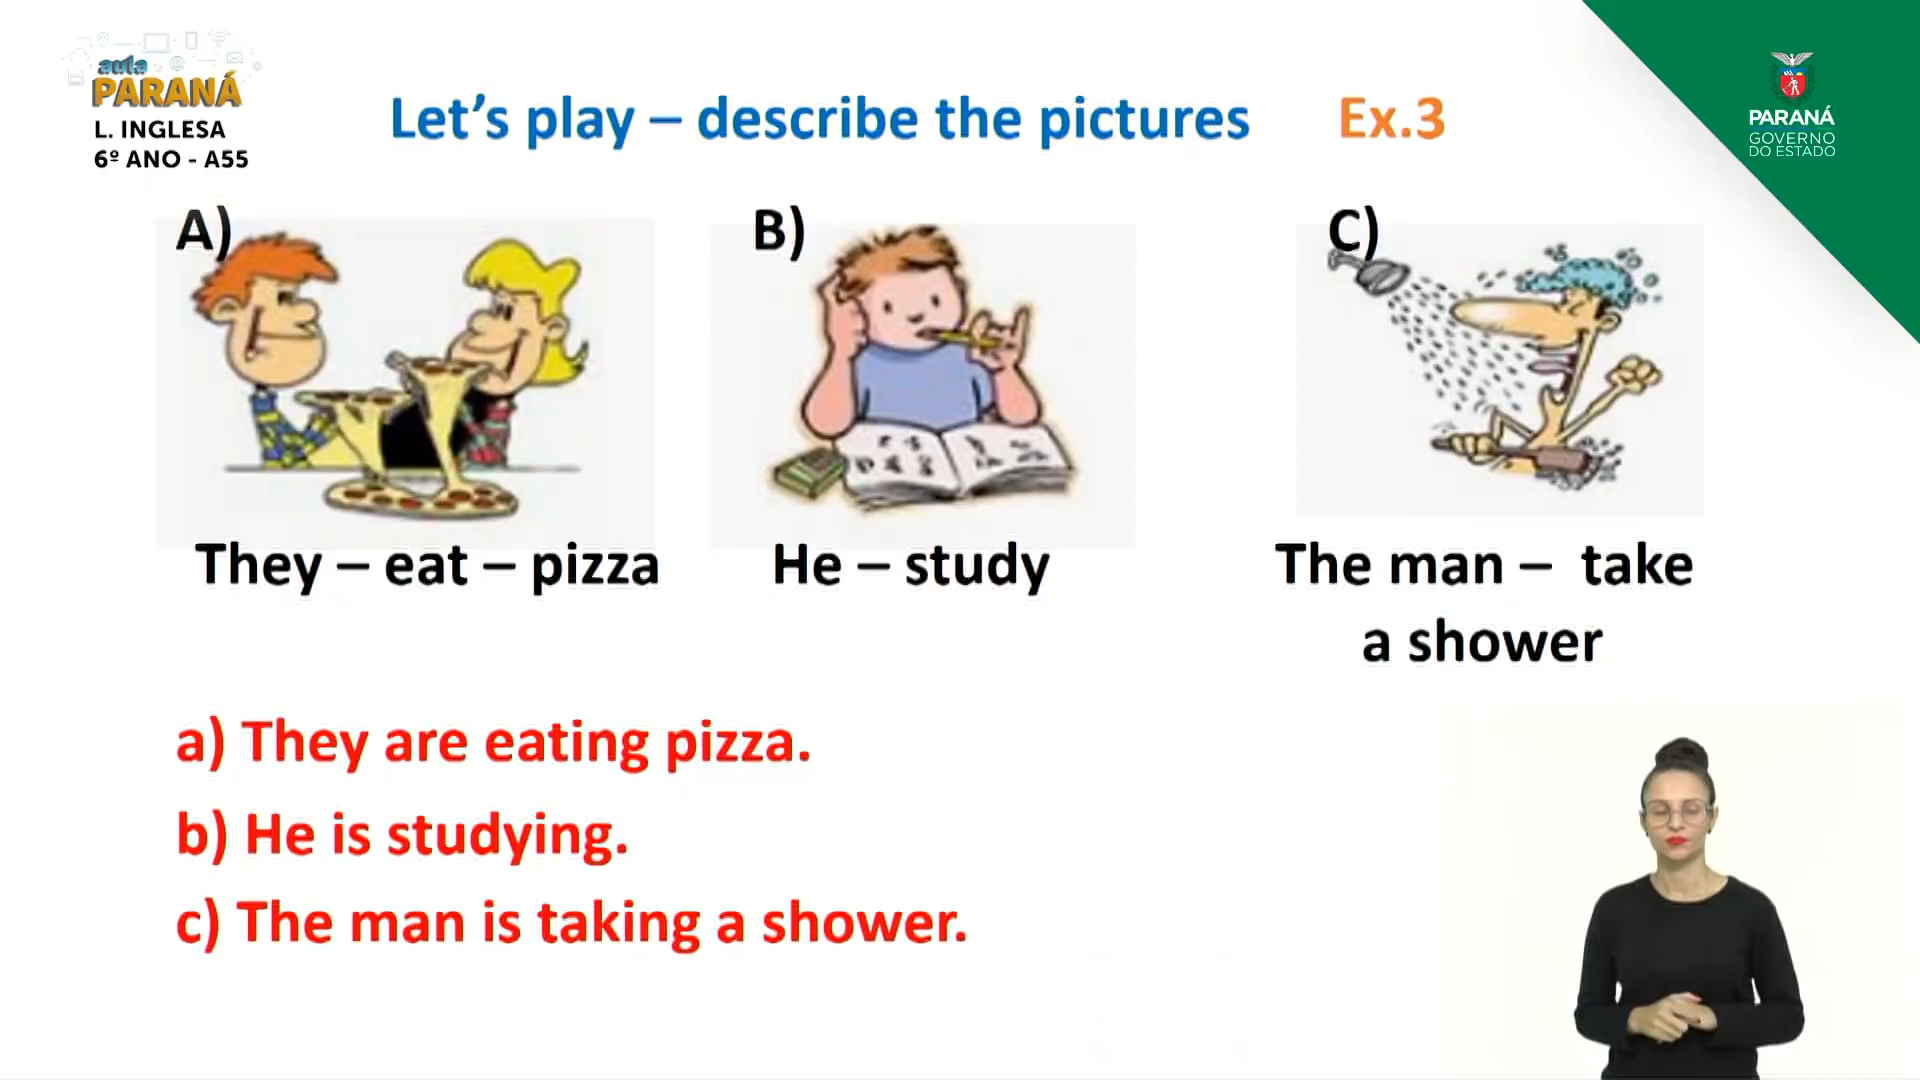 aula
PARANÁ
L. INGLESA
6º ANO - A55
Let’s play – describe the pictures Ex.3
PARANÁ
GOVERNO
DO ESTADO
A) B) C)
They – eat – pizza He – study The man – take
a shower
a) They are eating pizza.
b) He is studying.
c) The man is taking a shower.